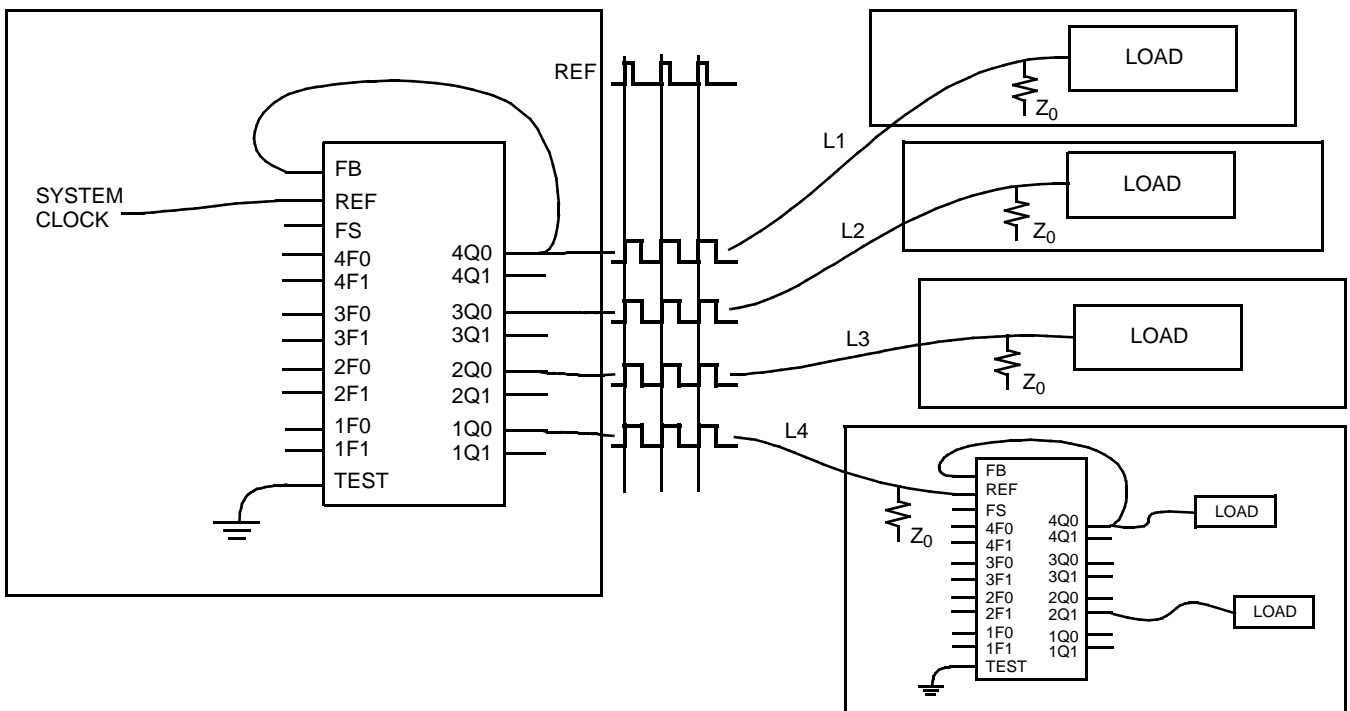 REF
SYSTEM
CLOCK
FB
REF
FS
4F0
4F1
3F0
3F1
2F0
2F1
1F0
1F1
TEST
4Q0
4Q1
3Q0
3Q1
2Q0
2Q1
1Q0
1Q1
L1
L2
L3
L4
LOAD
Z0
LOAD
Z0
LOAD
Z0
Z0
FB
REF
FS
4F0
4F1
3F0
3F1
2F0
2F1
1F0
1F1
TEST
4Q0
4Q1
3Q0
3Q1
2Q0
2Q1
1Q0
1Q1
LOAD
LOAD